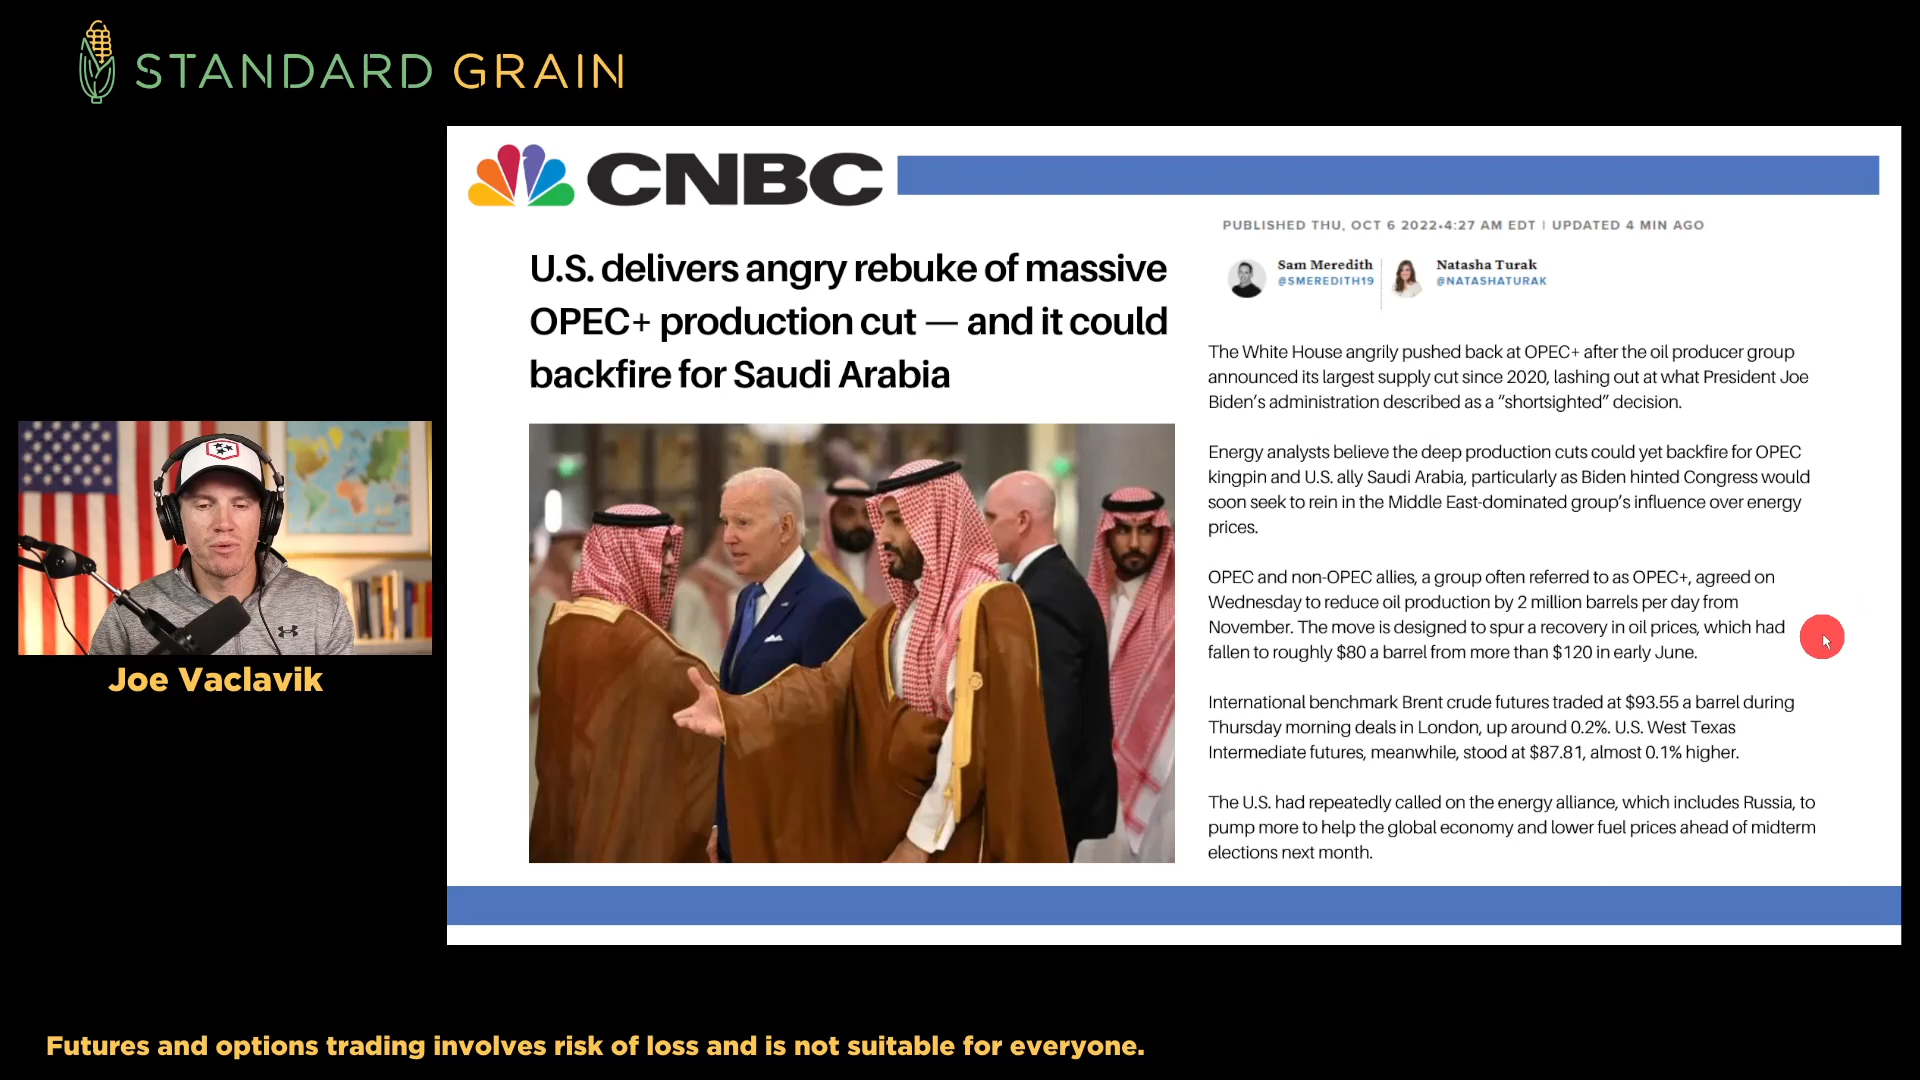 STANDARD GRAIN
CNBC
PUBLISHED THU, OCT 6 2022•4:27 AM EDT | UPDATED 4 MIN AGO
U.S. delivers angry rebuke of massive
OPEC+ production cut — and it could
backfire for Saudi Arabia
Sam Meredith
@SMEREDITH19
Natasha Turak
@NATASHATURAK
The White House angrily pushed back at OPEC+ after the oil producer group
announced its largest supply cut since 2020, lashing out at what President Joe
Biden’s administration described as a “shortsighted” decision.
Energy analysts believe the deep production cuts could yet backfire for OPEC
kingpin and U.S. ally Saudi Arabia, particularly as Biden hinted Congress would
soon seek to rein in the Middle East-dominated group’s influence over energy
prices.
OPEC and non-OPEC allies, a group often referred to as OPEC+, agreed on
Wednesday to reduce oil production by 2 million barrels per day from
November. The move is designed to spur a recovery in oil prices, which had
fallen to roughly $80 a barrel from more than $120 in early June.
International benchmark Brent crude futures traded at $93.55 a barrel during
Thursday morning deals in London, up around 0.2%. U.S. West Texas
Intermediate futures, meanwhile, stood at $87.81, almost 0.1% higher.
The U.S. had repeatedly called on the energy alliance, which includes Russia, to
pump more to help the global economy and lower fuel prices ahead of midterm
elections next month.
Joe Vaclavik
Futures and options trading involves risk of loss and is not suitable for everyone.